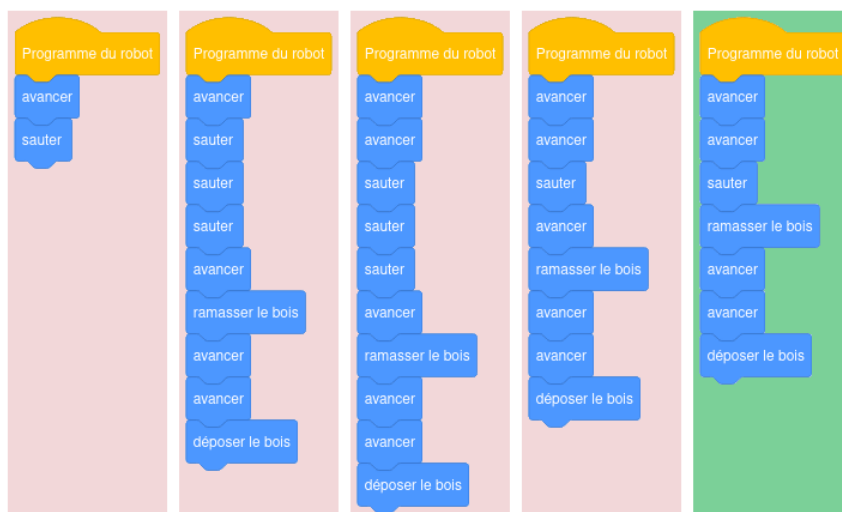 Programme du robot
avancer
sauter
Programme du robot
avancer
sauter
sauter
sauter
avancer
ramasser le bois
avancer
avancer
déposer le bois
Programme du robot
avancer
avancer
sauter
sauter
sauter
avancer
ramasser le bois
avancer
avancer
déposer le bois
Programme du robot
avancer
avancer
sauter
avancer
ramasser le bois
avancer
avancer
déposer le bois
Programme du robot
avancer
avancer
sauter
ramasser le bois
avancer
avancer
déposer le bois